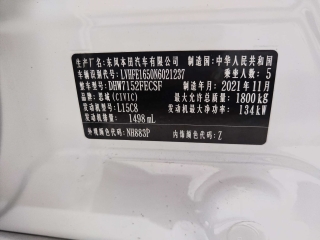 生产厂名:东风本田汽车有限公司 制造国:中华人民共和国
车辆识别代号:LVHFE1650N6021237 乘坐人数:5
整车型号:DHW7152FECSF 制造年月:2021年11月
品牌:思域(CIVIC) 最大允许总质量:1800kg
发动机型号:L15C8 发动机最大净功率:134kW
发动机排量:1498 mL
外观颜色代码:NH883P 内饰颜色代码:Z